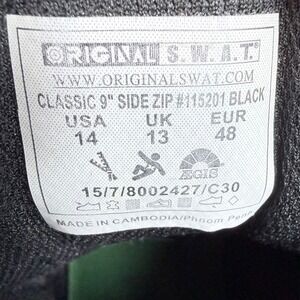 ORIGINAL S.W.A.T.®
WWW.ORIGINALSWAT.COM
CLASSIC 9" SIDE ZIP #115201 BLACK
USA UK EUR
14 13 48
ÆGIS
15/7/8002427/C30
MADE IN CAMBODIA/Phnom Penh